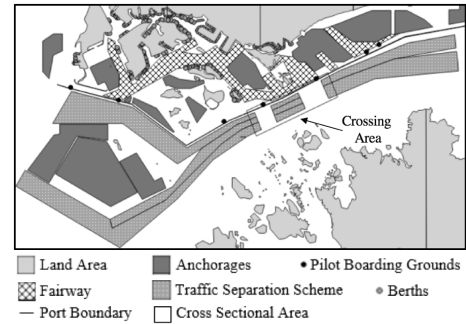 Crossing
Area
Land Area
Anchorages
Pilot Boarding Grounds
Fairway
Traffic Separation Scheme
Berths
Port Boundary
Cross Sectional Area